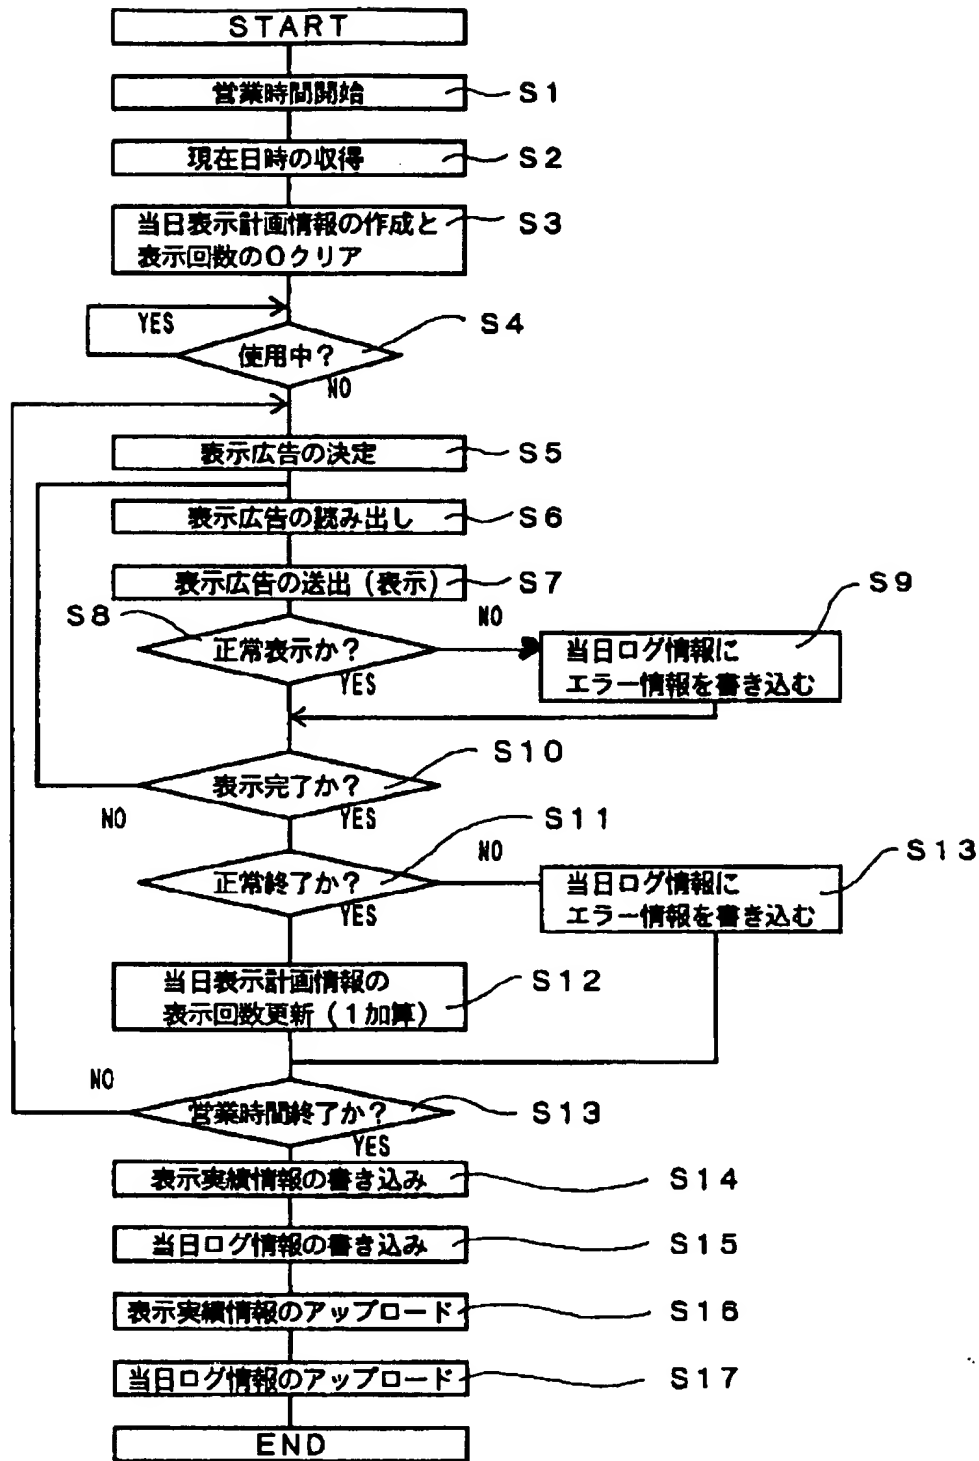 START
営業時間開始
S1
現在日時の収得
S2
当日表示計画情報の作成と
表示回数の0クリア
S3
YES
使用中?
S4
NO
表示広告の決定
S5
表示広告の読み出し
S6
表示広告の送出(表示)
S7
S8
正常表示か?
NO
YES
当日ログ情報に
エラー情報を書き込む
S9
表示完了か?
S10
NO
YES
正常終了か?
S11
NO
YES
当日ログ情報に
エラー情報を書き込む
S13
当日表示計画情報の
表示回数更新(1加算)
S12
NO
営業時間終了か?
S13
YES
表示実績情報の書き込み
S14
当日ログ情報の書き込み
S15
表示実績情報のアップロード
S16
当日ログ情報のアップロード
S17
END